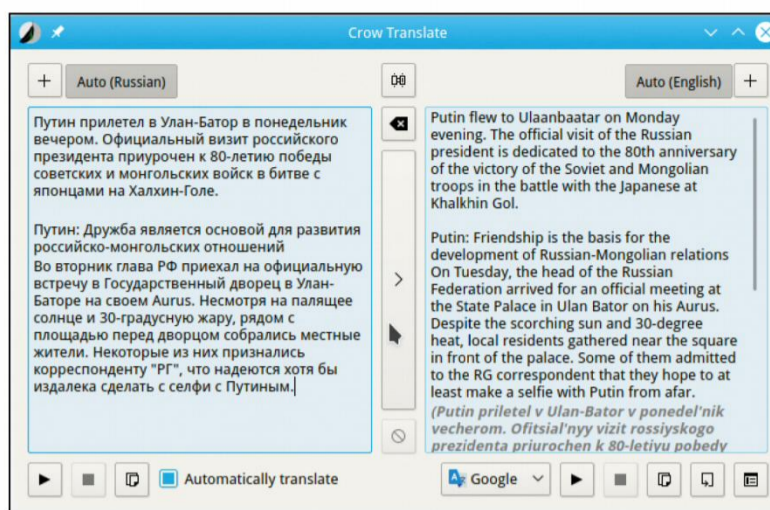 Crow Translate
Auto (Russian)
Auto (English)
Путин прилетел в Улан-Батор в понедельник
вечером. Официальный визит российского
президента приурочен к 80-летию победы
советских и монгольских войск в битве с
японцами на Халхин-Голе.
Путин: Дружба является основой для развития
российско-монгольских отношений
Во вторник глава РФ приехал на официальную
встречу в Государственный дворец в Улан-
Баторе на своем Aurus. Несмотря на палящее
солнце и 30-градусную жару, рядом с
площадью перед дворцом собрались местные
жители. Некоторые из них признались
корреспонденту "РГ", что надеются хотя бы
издалека сделать с селфи с Путиным.
Putin flew to Ulaanbaatar on Monday
evening. The official visit of the Russian
president is dedicated to the 80th anniversary
of the victory of the Soviet and Mongolian
troops in the battle with the Japanese at
Khalkhin Gol.
Putin: Friendship is the basis for the
development of Russian-Mongolian relations
On Tuesday, the head of the Russian
Federation arrived for an official meeting at
the State Palace in Ulan Bator on his Aurus.
Despite the scorching sun and 30-degree
heat, local residents gathered near the square
in front of the palace. Some of them admitted
to the RG correspondent that they hope to at
least make a selfie with Putin from afar.
(Putin priletel v Ulan-Bator v ponedel'nik
vecherom. Ofitsial'nyy vizit rossiyskogo
prezidenta priurochen k 80-letiyu pobedy
Automatically translate
Google